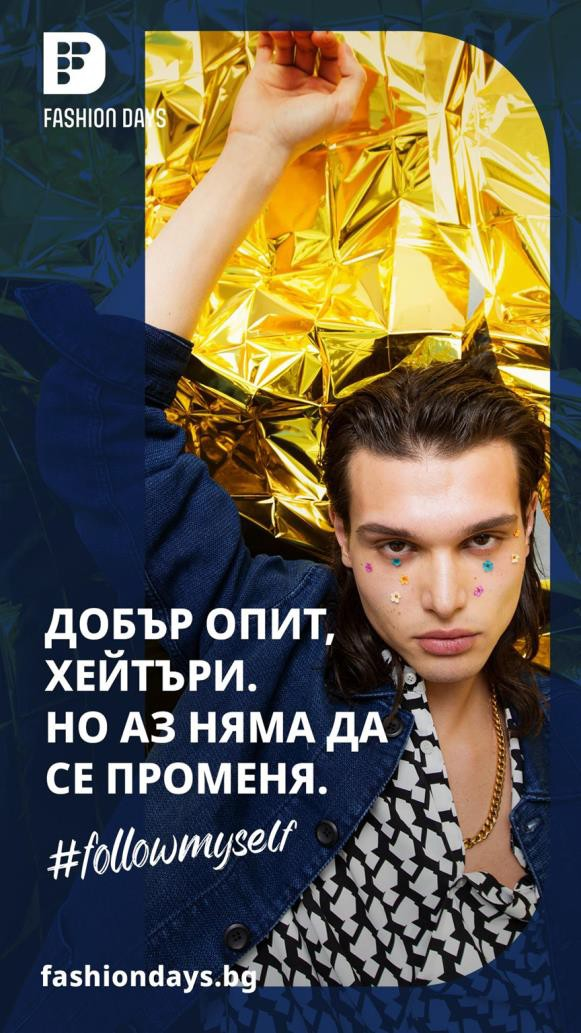 FASHION DAYS
ДОБЪР ОПИТ,
ХЕЙТЪРИ.
НО АЗ НЯМА ДА
СЕ ПРОМЕНЯ.
#followmyself
fashiondays.bg